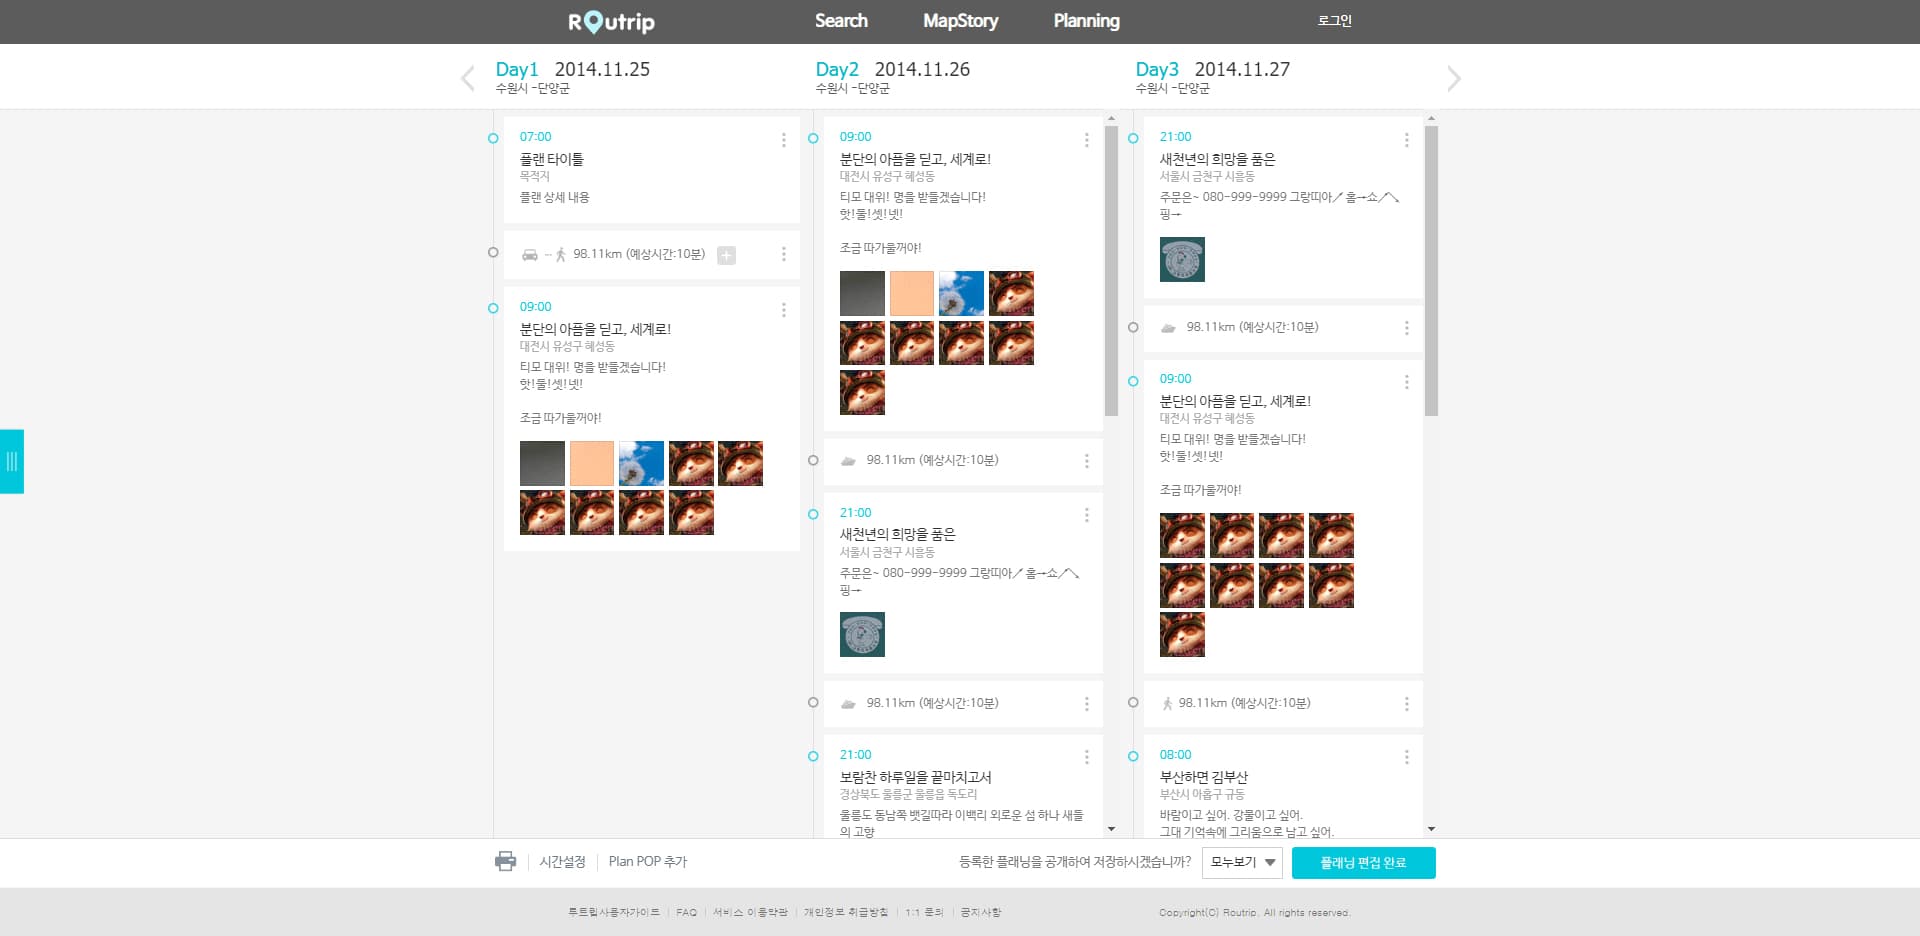 Routrip
Search
MapStory
Planning
로그인
Day1 2014.11.25
수원시 -단양군
Day2 2014.11.26
수원시 -단양군
Day3 2014.11.27
수원시 -단양군
07:00
플랜 타이틀
목적지
플랜 상세 내용
98.11km (예상시간:10분)
09:00
분단의 아픔을 딛고, 세계로!
대전시 유성구 혜성동
티모 대위! 명을 받들겠습니다!
핫!둘!셋!넷!
조금 따가울꺼야!
09:00
분단의 아픔을 딛고, 세계로!
대전시 유성구 혜성동
티모 대위! 명을 받들겠습니다!
핫!둘!셋!넷!
조금 따가울꺼야!
98.11km (예상시간:10분)
21:00
새천년의 희망을 품은
서울시 금천구 시흥동
주문은~ 080-999-9999 그랑띠아↗ 홈→쇼↗↘
핑→
98.11km (예상시간:10분)
21:00
보람찬 하루일을 끝마치고서
경상북도 울릉군 울릉읍 독도리
울릉도 동남쪽 뱃길따라 이백리 외로운 섬 하나 새들
의 고향
21:00
새천년의 희망을 품은
서울시 금천구 시흥동
주문은~ 080-999-9999 그랑띠아↗ 홈→쇼↗↘
핑→
98.11km (예상시간:10분)
09:00
분단의 아픔을 딛고, 세계로!
대전시 유성구 혜성동
티모 대위! 명을 받들겠습니다!
핫!둘!셋!넷!
조금 따가울꺼야!
98.11km (예상시간:10분)
08:00
부산하면 김부산
부산시 아홉구 규동
바람이고 싶어. 강물이고 싶어.
그대 기억속에 그리움으로 남고 싶어.
시간설정
Plan POP 추가
등록한 플래닝을 공개하여 저장하시겠습니까?
모누보기
플래닝 편집 완료
루트립사용자가이드 | FAQ | 서비스 이용약관 | 개인정보 취급방침 | 1:1 문의 | 공지사항
Copyright(C) Routrip. All rights reserved.